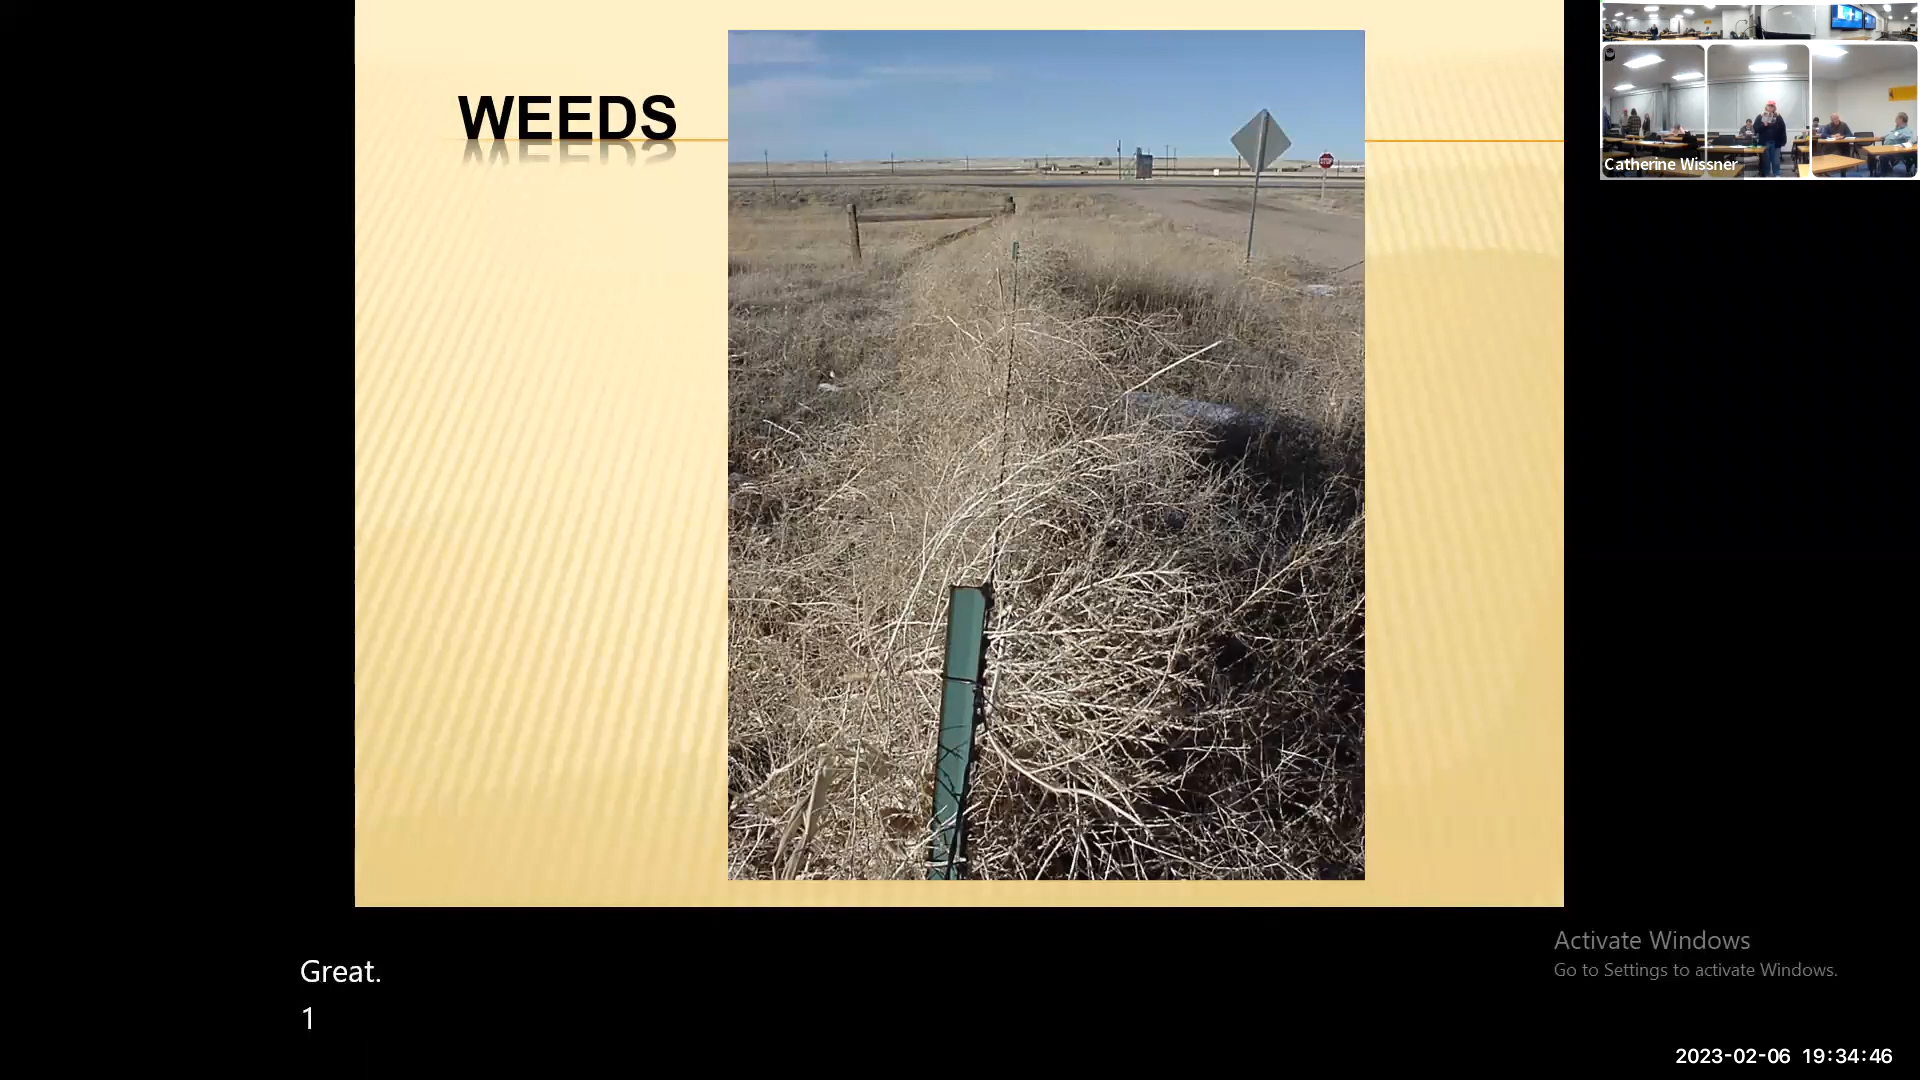 WEEDS
STOP
Catherine Wissner
Activate Windows
Go to Settings to activate Windows.
Great.
1
2023-02-06 19:34:46